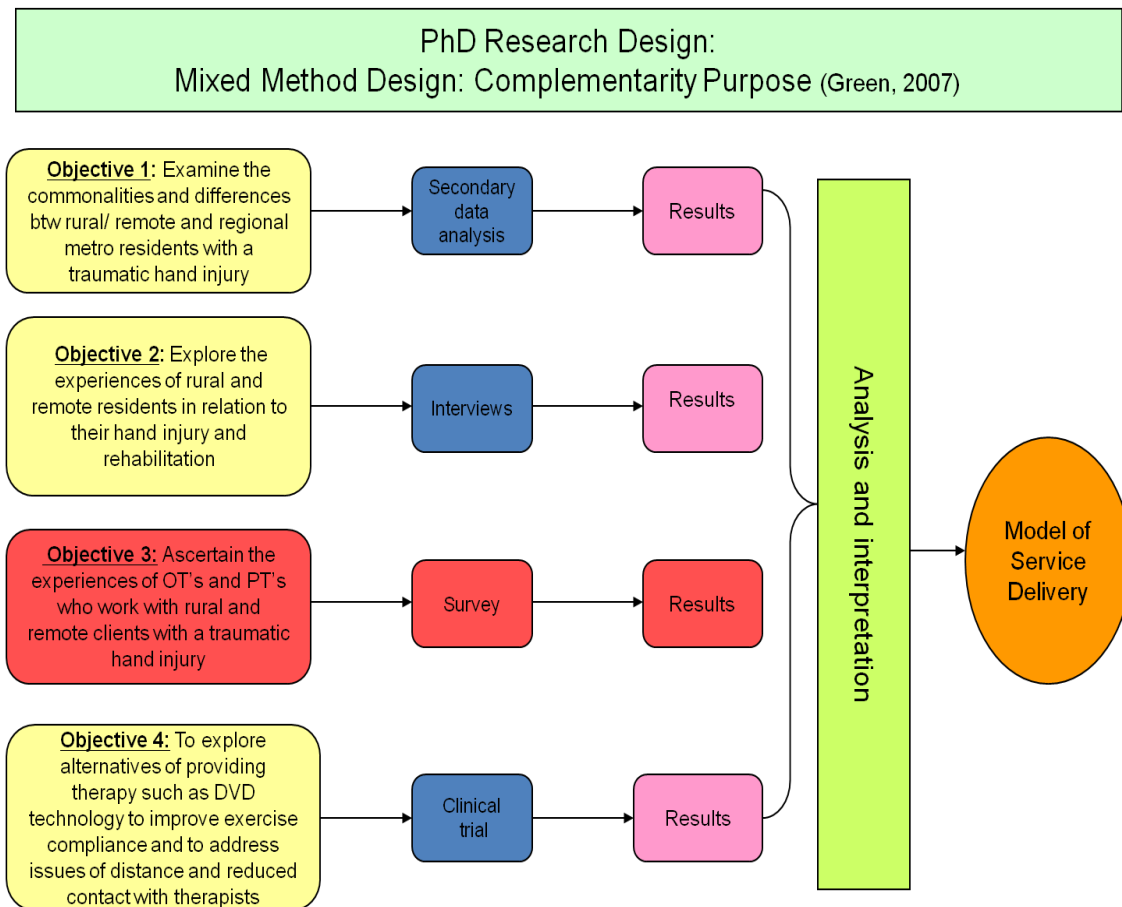 PhD Research Design:
Mixed Method Design: Complementarity Purpose (Green, 2007)
Objective 1: Examine the
commonalities and differences
btw rural/ remote and regional
metro residents with a
traumatic hand injury
Secondary
data
analysis
Results
Objective 2: Explore the
experiences of rural and
remote residents in relation to
their hand injury and
rehabilitation
Interviews
Results
Objective 3: Ascertain the
experiences of OT's and PT's
who work with rural and
remote clients with a traumatic
hand injury
Survey
Results
Objective 4: To explore
alternatives of providing
therapy such as DVD
technology to improve exercise
compliance and to address
issues of distance and reduced
contact with therapists
Clinical
trial
Results
Analysis and interpretation
Model of
Service
Delivery